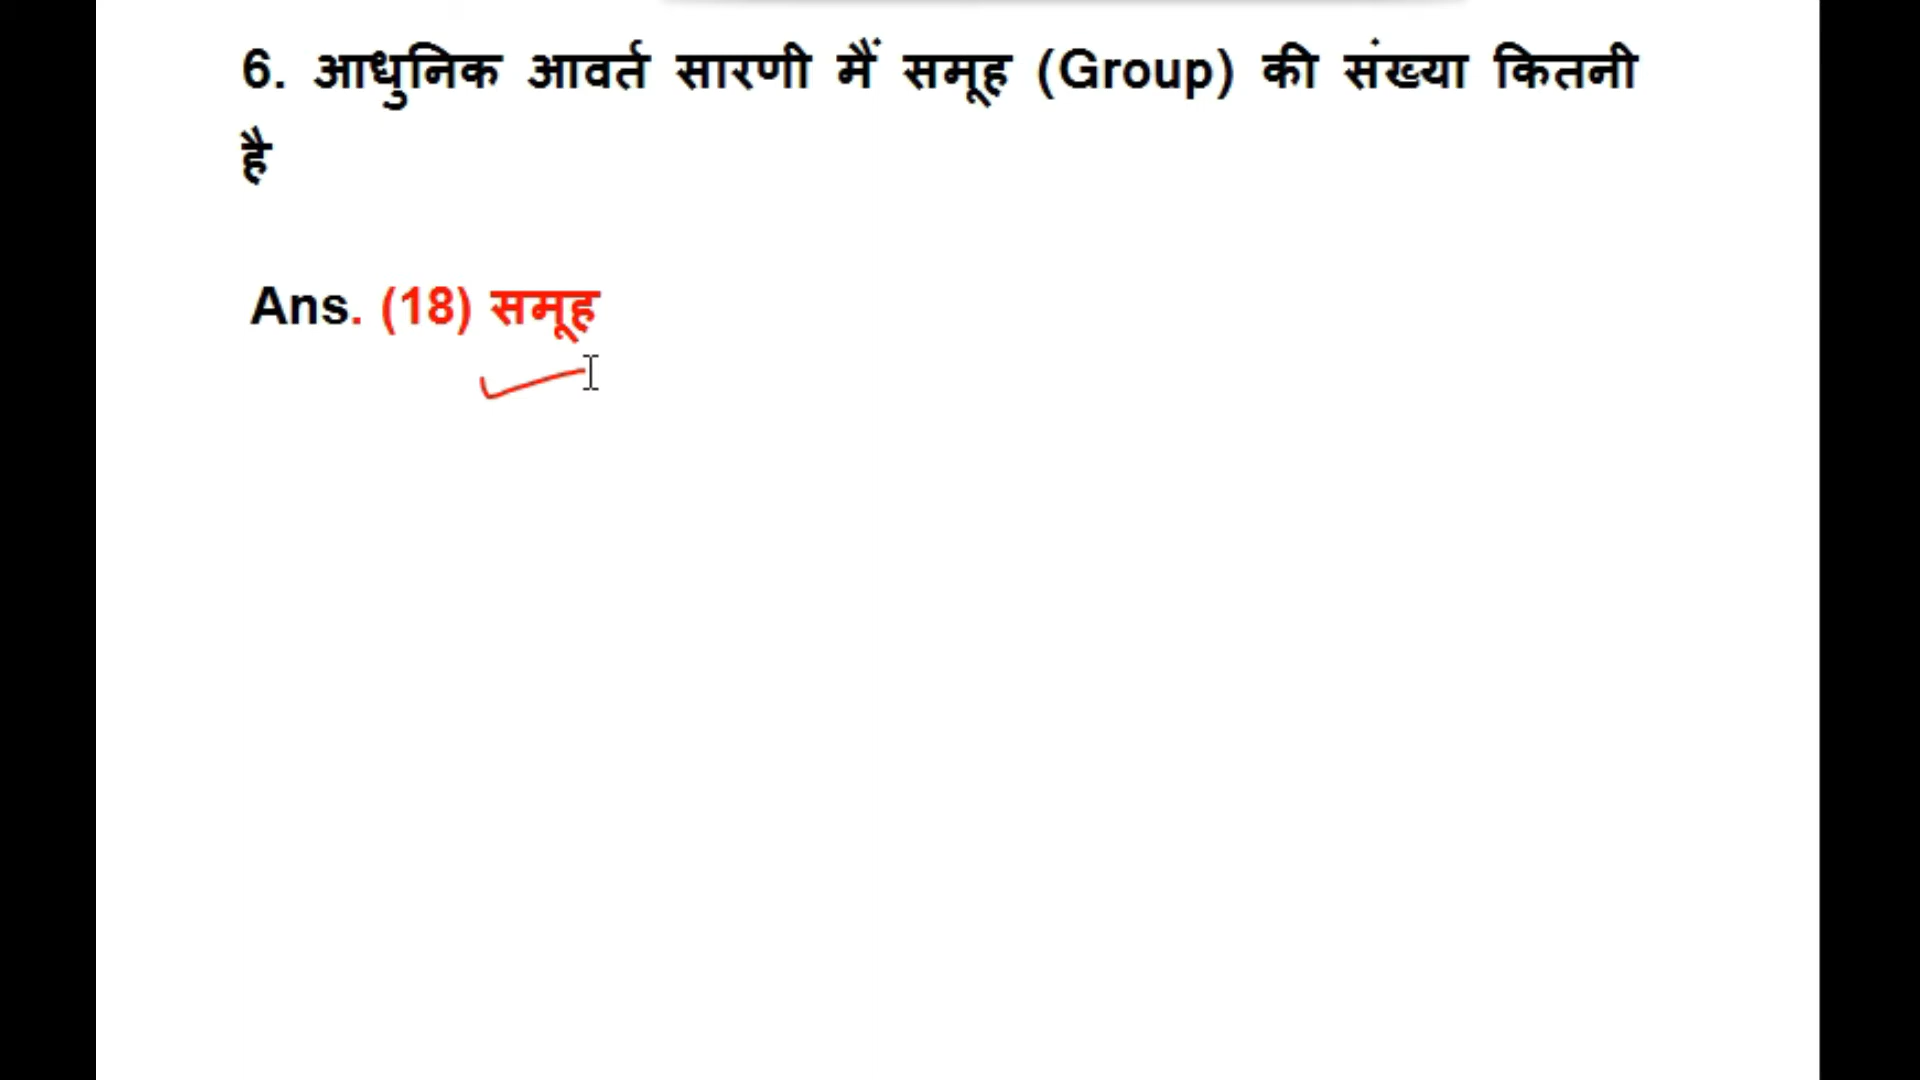 6. आधुनिक आवर्त सारणी मैं समूह (Group) की संख्या कितनी
है
Ans. (18) समूह